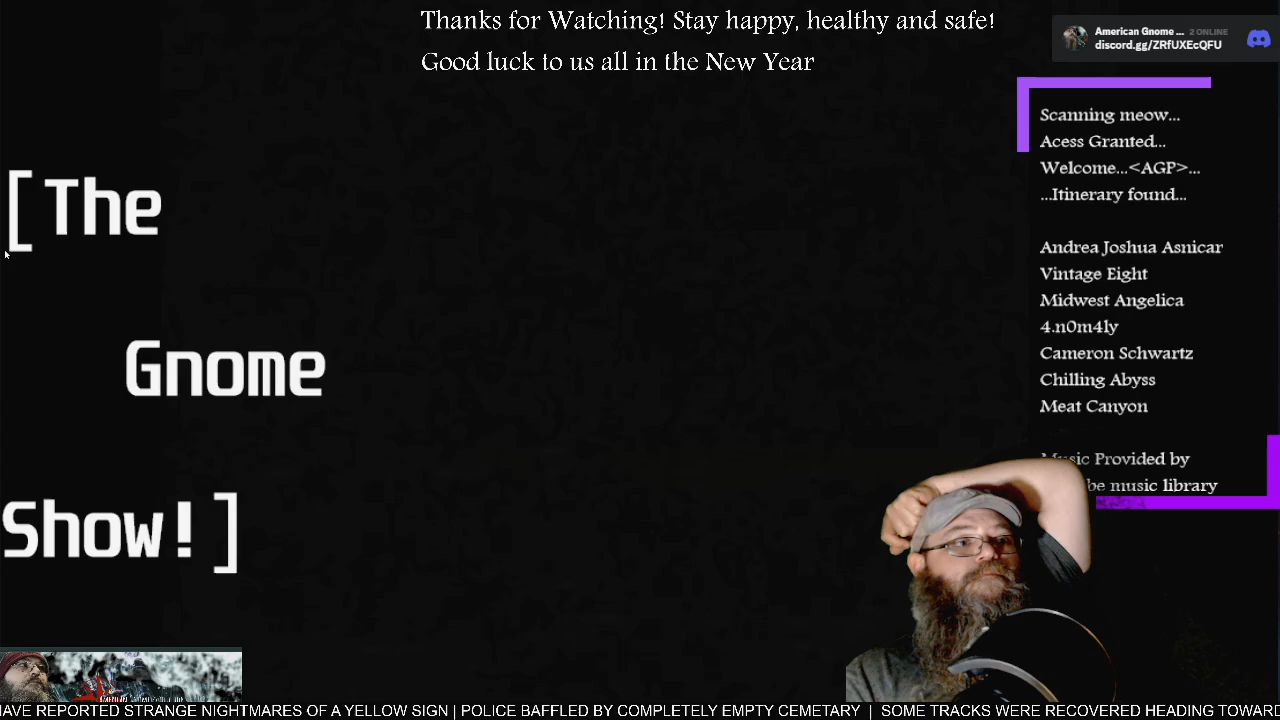 Thanks for Watching! Stay happy, healthy and safe!
Good luck to us all in the New Year
American Gnome ... 2 ONLINE
discord.gg/ZRfUXEcQFU
Scanning meow...
Acess Granted...
Welcome...<AGP>...
...Itinerary found...
Andrea Joshua Asnicar
Vintage Eight
Midwest Angelica
4.n0m4ly
Cameron Schwartz
Chilling Abyss
Meat Canyon
Music Provided by
be music library
[The
Gnome
Show!]
HAVE REPORTED STRANGE NIGHTMARES OF A YELLOW SIGN | POLICE BAFFLED BY COMPLETELY EMPTY CEMETARY | SOME TRACKS WERE RECOVERED HEADING TOWARD